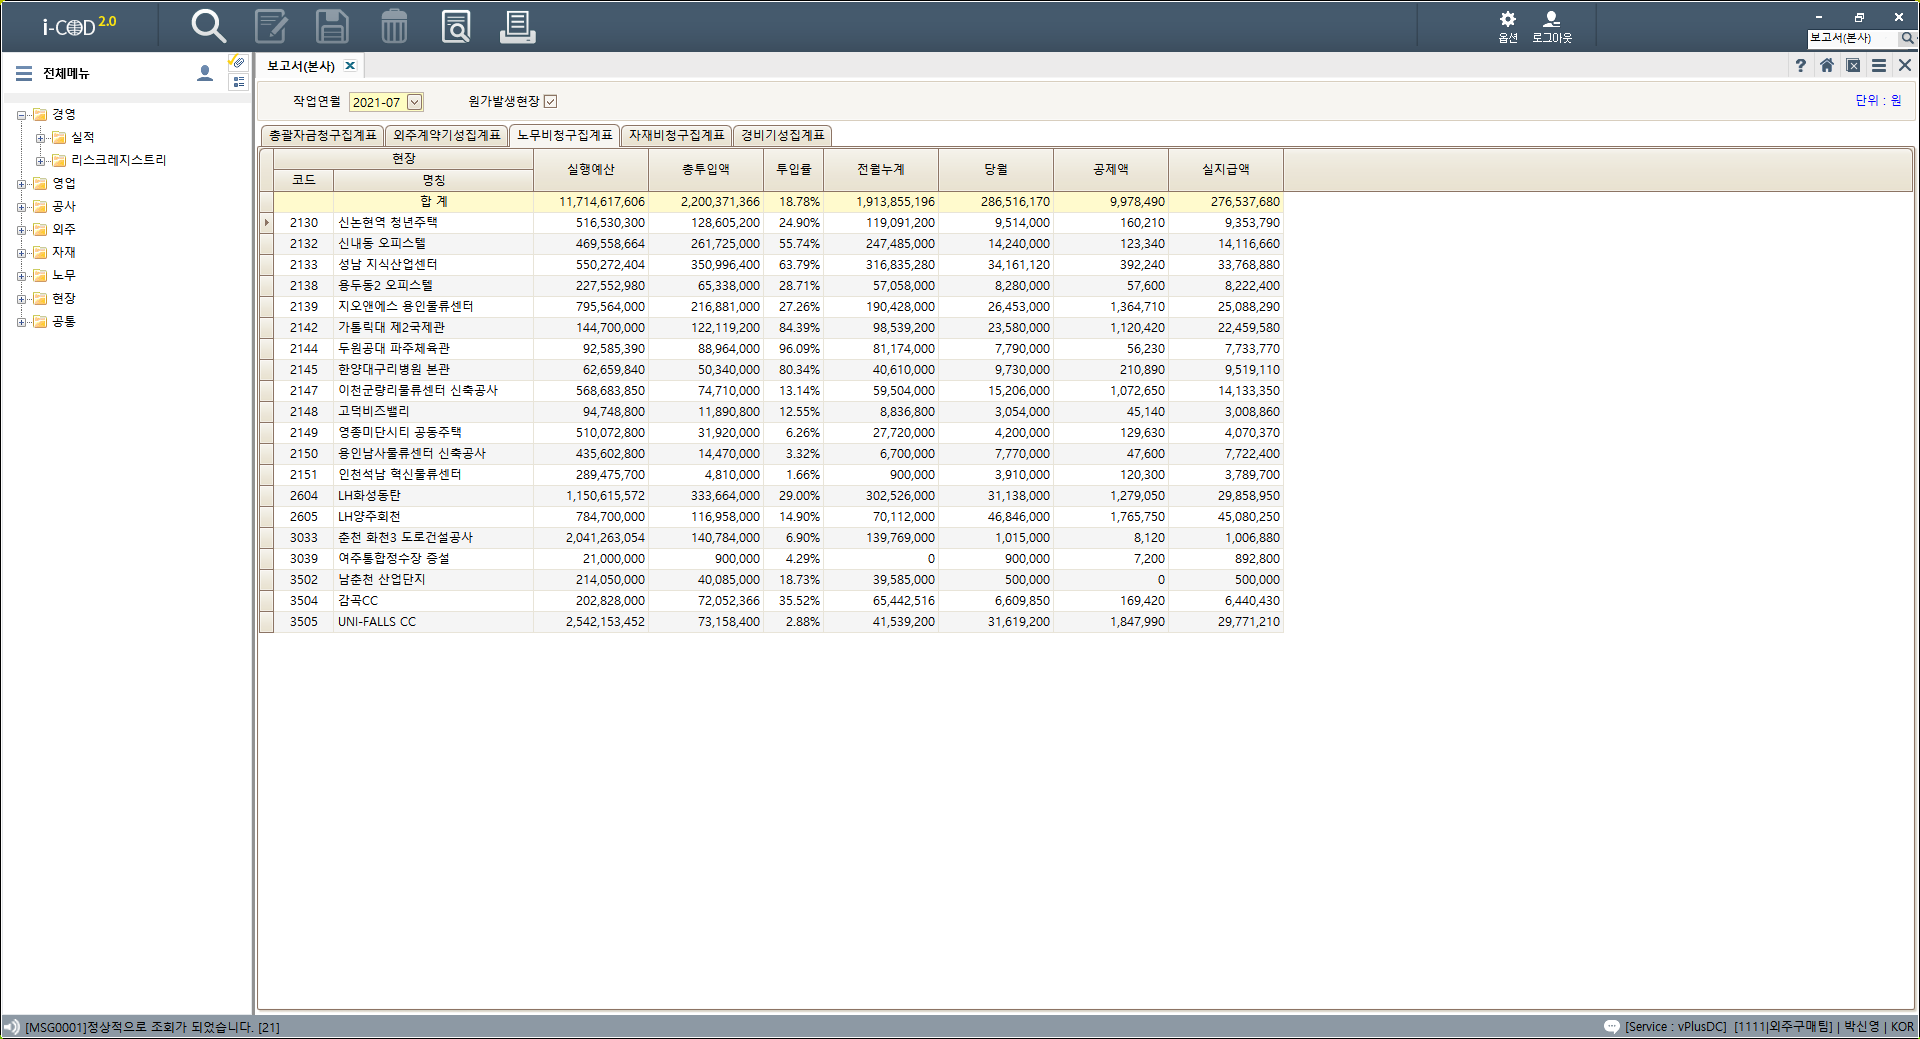 i-COD 2.0
옵션 로그아웃
보고서(본사)
전체메뉴
보고서(본사)
경영
실적
리스크레지스트리
영업
공사
외주
자재
노무
현장
공통
작업연월 2021-07 원가발생현장 단위 : 원
총괄자금청구집계표 외주계약기성집계표 노무비청구집계표 자재비청구집계표 경비기성집계표
현장 실행예산 총투입액 투입률 전월누계 당월 공제액 실지급액
코드 명칭
합 계 11,714,617,606 2,200,371,366 18.78% 1,913,855,196 286,516,170 9,978,490 276,537,680
2130 신논현역 청년주택 516,530,300 128,605,200 24.90% 119,091,200 9,514,000 160,210 9,353,790
2132 신내동 오피스텔 469,558,664 261,725,000 55.74% 247,485,000 14,240,000 123,340 14,116,660
2133 성남 지식산업센터 550,272,404 350,996,400 63.79% 316,835,280 34,161,120 392,240 33,768,880
2138 용두동2 오피스텔 227,552,980 65,338,000 28.71% 57,058,000 8,280,000 57,600 8,222,400
2139 지오앤에스 용인물류센터 795,564,000 216,881,000 27.26% 190,428,000 26,453,000 1,364,710 25,088,290
2142 가톨릭대 제2국제관 144,700,000 122,119,200 84.39% 98,539,200 23,580,000 1,120,420 22,459,580
2144 두원공대 파주체육관 92,585,390 88,964,000 96.09% 81,174,000 7,790,000 56,230 7,733,770
2145 한양대구리병원 본관 62,659,840 50,340,000 80.34% 40,610,000 9,730,000 210,890 9,519,110
2147 이천군량리물류센터 신축공사 568,683,850 74,710,000 13.14% 59,504,000 15,206,000 1,072,650 14,133,350
2148 고덕비즈밸리 94,748,800 11,890,800 12.55% 8,836,800 3,054,000 45,140 3,008,860
2149 영종미단시티 공동주택 510,072,800 31,920,000 6.26% 27,720,000 4,200,000 129,630 4,070,370
2150 용인남사물류센터 신축공사 435,602,800 14,470,000 3.32% 6,700,000 7,770,000 47,600 7,722,400
2151 인천석남 혁신물류센터 289,475,700 4,810,000 1.66% 900,000 3,910,000 120,300 3,789,700
2604 LH화성동탄 1,150,615,572 333,664,000 29.00% 302,526,000 31,138,000 1,279,050 29,858,950
2605 LH양주회천 784,700,000 116,958,000 14.90% 70,112,000 46,846,000 1,765,750 45,080,250
3033 춘천 화천3 도로건설공사 2,041,263,054 140,784,000 6.90% 139,769,000 1,015,000 8,120 1,006,880
3039 여주통합정수장 증설 21,000,000 900,000 4.29% 0 900,000 7,200 892,800
3502 남춘천 산업단지 214,050,000 40,085,000 18.73% 39,585,000 500,000 0 500,000
3504 감곡CC 202,828,000 72,052,366 35.52% 65,442,516 6,609,850 169,420 6,440,430
3505 UNI-FALLS CC 2,542,153,452 73,158,400 2.88% 41,539,200 31,619,200 1,847,990 29,771,210
[MSG0001]정상적으로 조회가 되었습니다. [21] [Service : vPlusDC] [1111|외주구매팀] | 박신영 | KOR